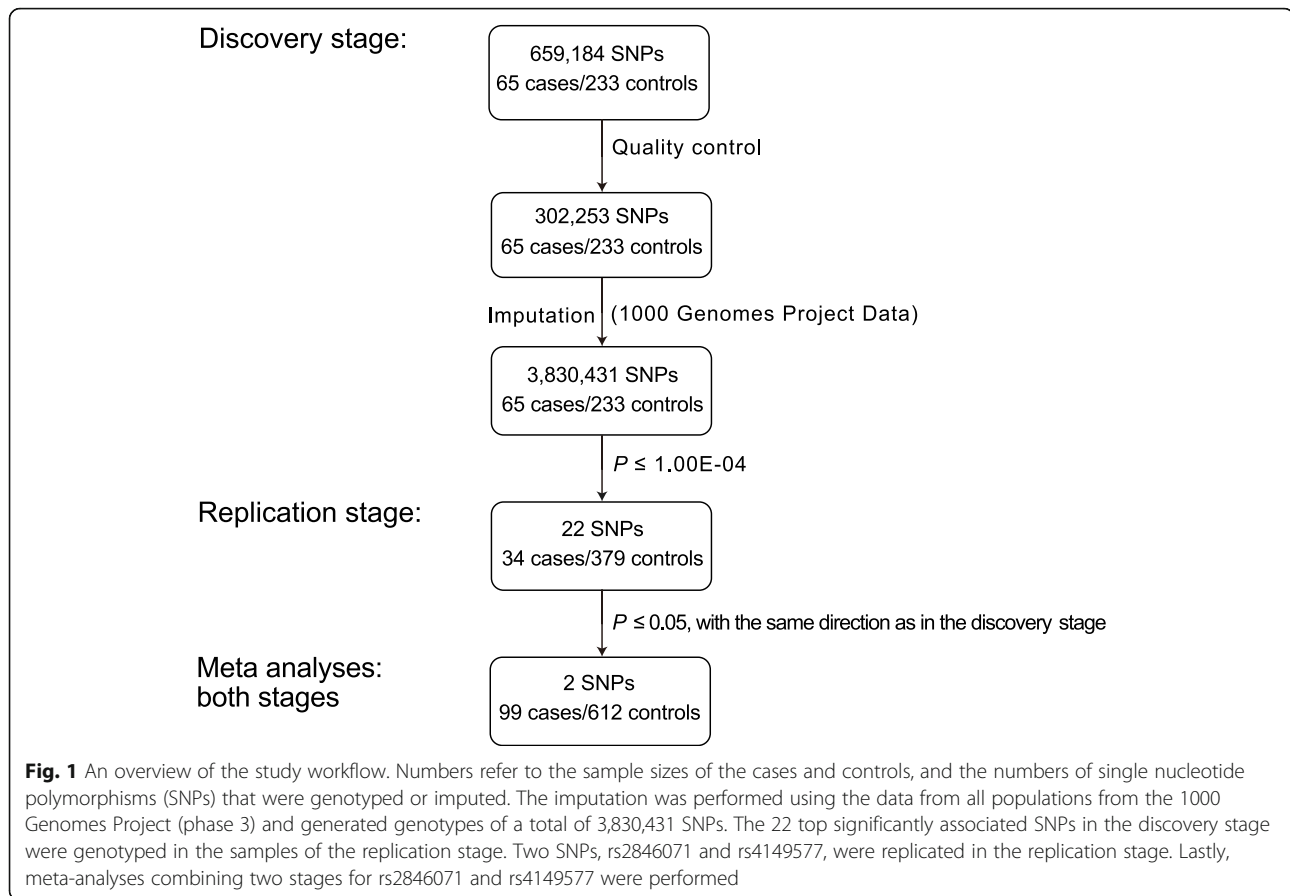 Discovery stage:
659,184 SNPs
65 cases/233 controls
Quality control
302,253 SNPs
65 cases/233 controls
Imputation (1000 Genomes Project Data)
3,830,431 SNPs
65 cases/233 controls
P ≤ 1.00E-04
Replication stage:
22 SNPs
34 cases/379 controls
P ≤ 0.05, with the same direction as in the discovery stage
Meta analyses:
both stages
2 SNPs
99 cases/612 controls
Fig. 1 An overview of the study workflow. Numbers refer to the sample sizes of the cases and controls, and the numbers of single nucleotide
polymorphisms (SNPs) that were genotyped or imputed. The imputation was performed using the data from all populations from the 1000
Genomes Project (phase 3) and generated genotypes of a total of 3,830,431 SNPs. The 22 top significantly associated SNPs in the discovery stage
were genotyped in the samples of the replication stage. Two SNPs, rs2846071 and rs4149577, were replicated in the replication stage. Lastly,
meta-analyses combining two stages for rs2846071 and rs4149577 were performed